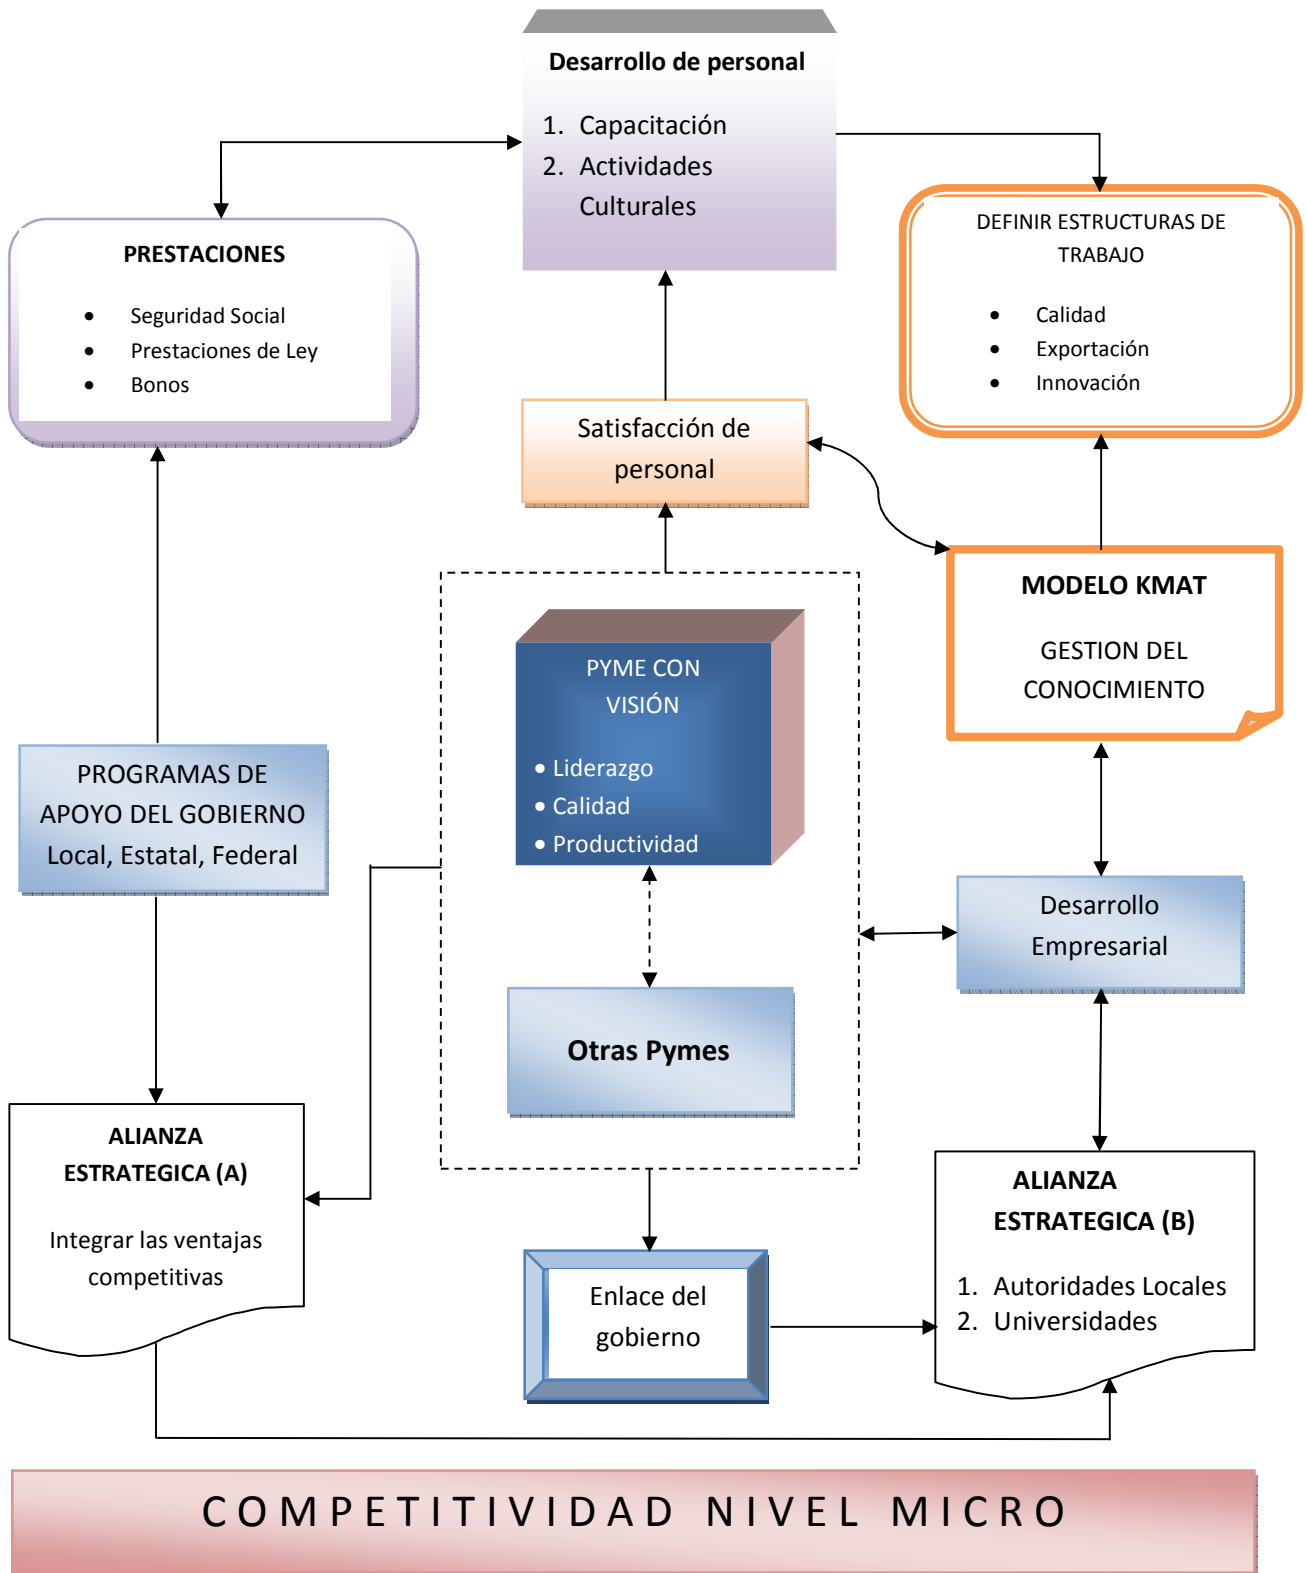 Desarrollo de personal
1. Capacitación
2. Actividades
Culturales
PRESTACIONES
• Seguridad Social
• Prestaciones de Ley
• Bonos
DEFINIR ESTRUCTURAS DE
TRABAJO
• Calidad
• Exportación
• Innovación
Satisfacción de
personal
MODELO KMAT
GESTION DEL
CONOCIMIENTO
PYME CON
VISIÓN
• Liderazgo
• Calidad
• Productividad
PROGRAMAS DE
APOYO DEL GOBIERNO
Local, Estatal, Federal
Desarrollo
Empresarial
Otras Pymes
ALIANZA
ESTRATEGICA (A)
Integrar las ventajas
competitivas
ALIANZA
ESTRATEGICA (B)
1. Autoridades Locales
2. Universidades
Enlace del
gobierno
COMPETITIVIDAD NIVEL MICRO